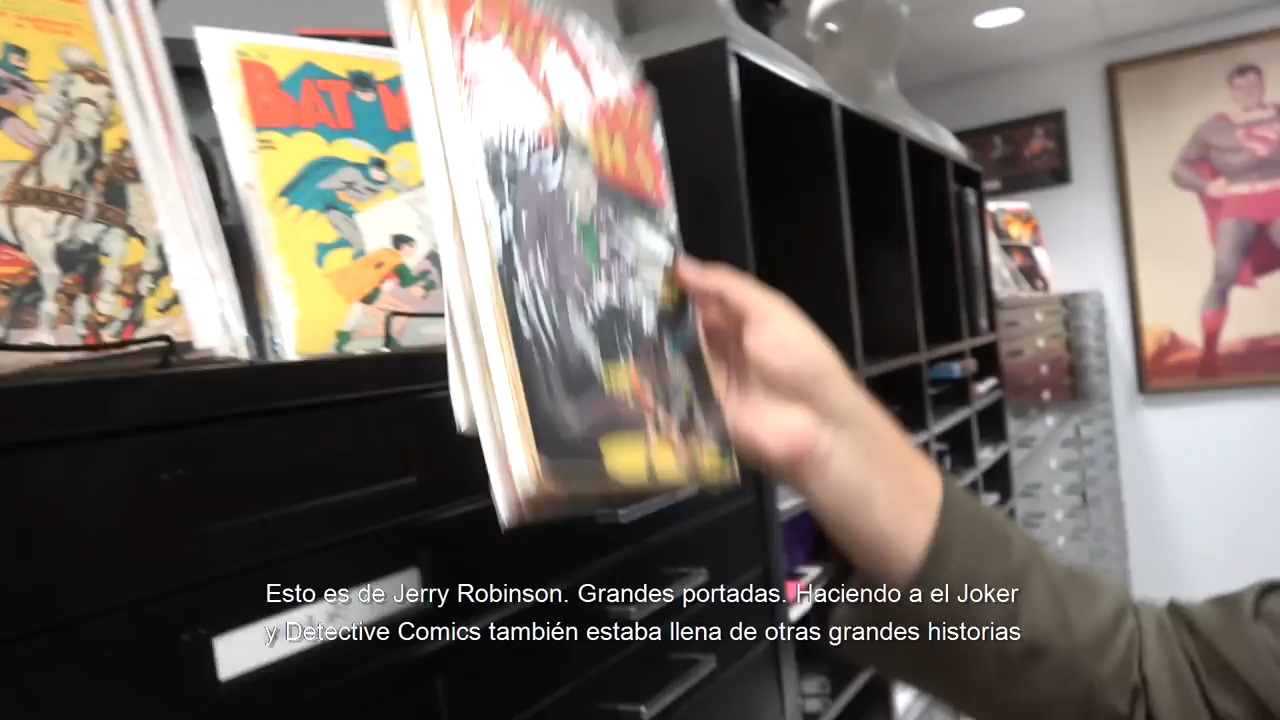 BATM
Esto es de Jerry Robinson. Grandes portadas. Haciendo a el Joker
y Detective Comics también estaba llena de otras grandes historias